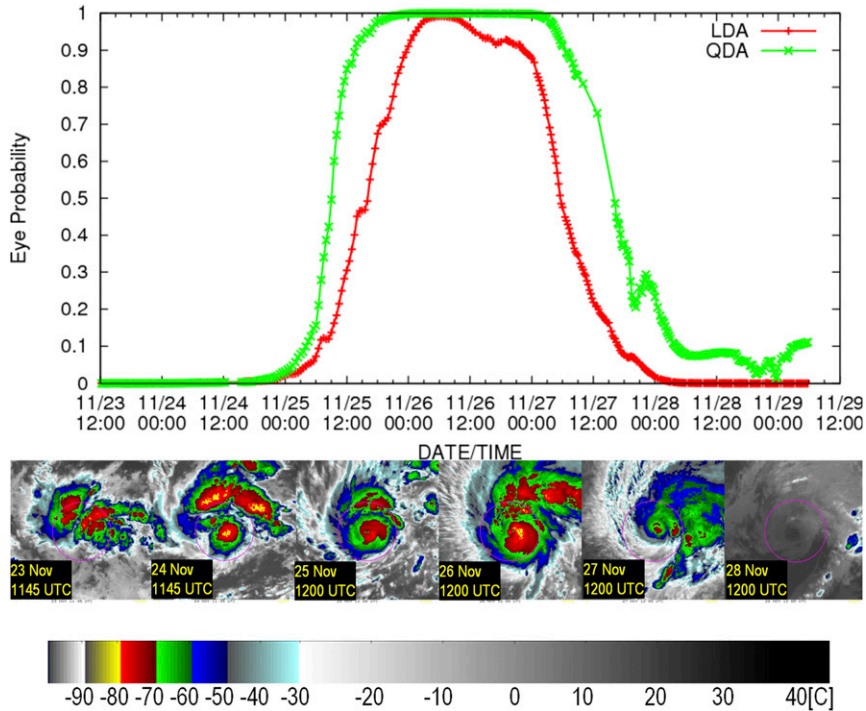 LDA
QDA
1
0.9
0.8
0.7
0.6
0.5
0.4
0.3
0.2
0.1
0
Eye Probability
11/23 11/24 11/24 11/25 11/25 11/26 11/26 11/27 11/27 11/28 11/28 11/29 11/29
12:00 00:00 12:00 00:00 12:00 00:00 12:00 00:00 12:00 00:00 12:00 00:00 12:00
DATE/TIME
23 Nov
1145 UTC
24 Nov
1145 UTC
25 Nov
1200 UTC
26 Nov
1200 UTC
27 Nov
1200 UTC
28 Nov
1200 UTC
-90 -80 -70 -60 -50 -40 -30 -20 -10 0 10 20 30 40[C]